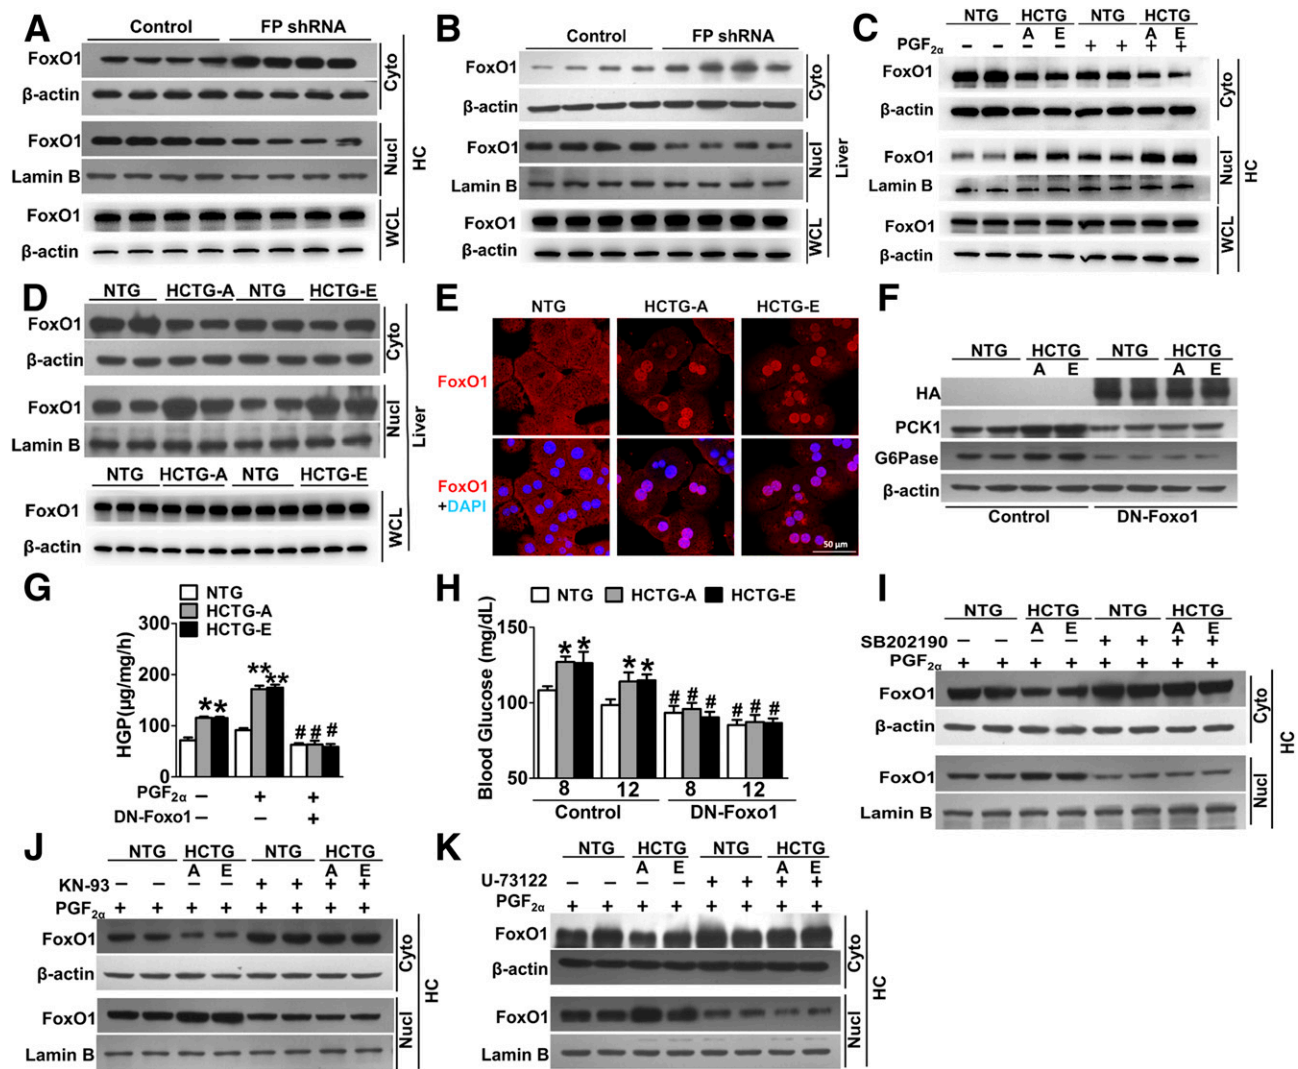 A
Control FP shRNA
FoxO1
β-actin
Cyto
FoxO1
Lamin B
Nucl
HC
FoxO1
β-actin
WCL
B
Control FP shRNA
FoxO1
β-actin
Cyto
FoxO1
Lamin B
Nucl
Liver
FoxO1
β-actin
WCL
C
NTG HCTG NTG HCTG
A E A E
PGF2α – – – – + + + +
FoxO1
β-actin
Cyto
FoxO1
Lamin B
Nucl
HC
FoxO1
β-actin
WCL
D
NTG HCTG-A NTG HCTG-E
FoxO1
β-actin
Cyto
FoxO1
Lamin B
Nucl
Liver
NTG HCTG-A NTG HCTG-E
FoxO1
β-actin
WCL
E
NTG HCTG-A HCTG-E
FoxO1
FoxO1
+DAPI
50 μm
F
NTG HCTG NTG HCTG
A E A E
HA
PCK1
G6Pase
β-actin
Control DN-Foxo1
G
NTG
HCTG-A
HCTG-E
HGP(μg/mg/h)
300
200
100
0
* *
** **
# # #
PGF2α – + +
DN-Foxo1 – – +
H
NTG HCTG-A HCTG-E
Blood Glucose (mg/dL)
150
100
50
* * * *
# # # # # #
8 12 8 12
Control DN-Foxo1
I
NTG HCTG NTG HCTG
A E A E
SB202190 – – – – + + + +
PGF2α + + + + + + + +
FoxO1
β-actin
Cyto
FoxO1
Lamin B
Nucl
HC
J
NTG HCTG NTG HCTG
A E A E
KN-93 – – – – + + + +
PGF2α + + + + + + + +
FoxO1
β-actin
Cyto
FoxO1
Lamin B
Nucl
HC
K
NTG HCTG NTG HCTG
A E A E
U-73122 – – – – + + + +
PGF2α + + + + + + + +
FoxO1
β-actin
Cyto
FoxO1
Lamin B
Nucl
HC